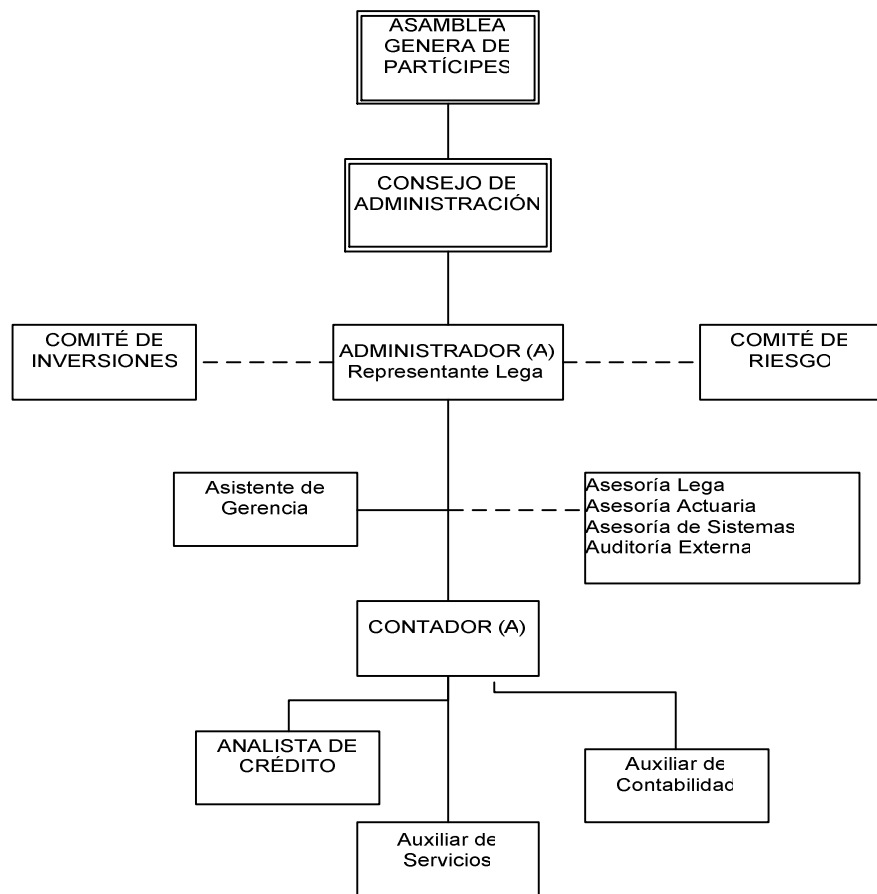 ASAMBLEA
GENERA DE
PARTÍCIPES
CONSEJO DE
ADMINISTRACIÓN
COMITÉ DE
INVERSIONES
ADMINISTRADOR (A)
Representante Lega
COMITÉ DE
RIESGO
Asistente de
Gerencia
Asesoría Lega
Asesoría Actuaria
Asesoría de Sistemas
Auditoría Externa
CONTADOR (A)
ANALISTA DE
CRÉDITO
Auxiliar de
Contabilidad
Auxiliar de
Servicios